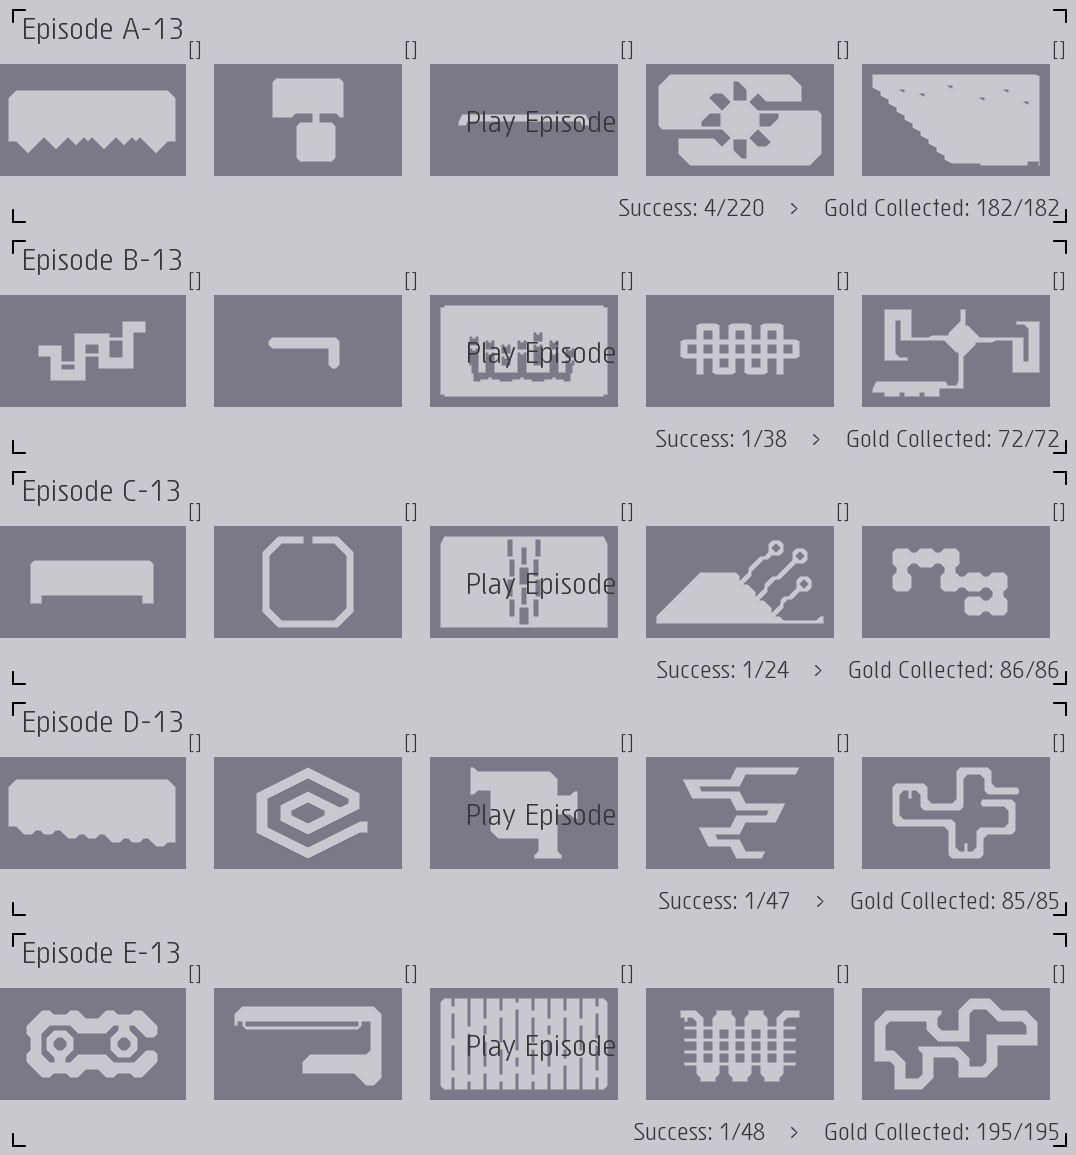 Episode A-13
[] [] [] [] []
Play Episode
Success: 4/220 > Gold Collected: 182/182
Episode B-13
[] [] [] [] []
Play Episode
Success: 1/38 > Gold Collected: 72/72
Episode C-13
[] [] [] [] []
Play Episode
Success: 1/24 > Gold Collected: 86/86
Episode D-13
[] [] [] [] []
Play Episode
Success: 1/47 > Gold Collected: 85/85
Episode E-13
[] [] [] [] []
Play Episode
Success: 1/48 > Gold Collected: 195/195